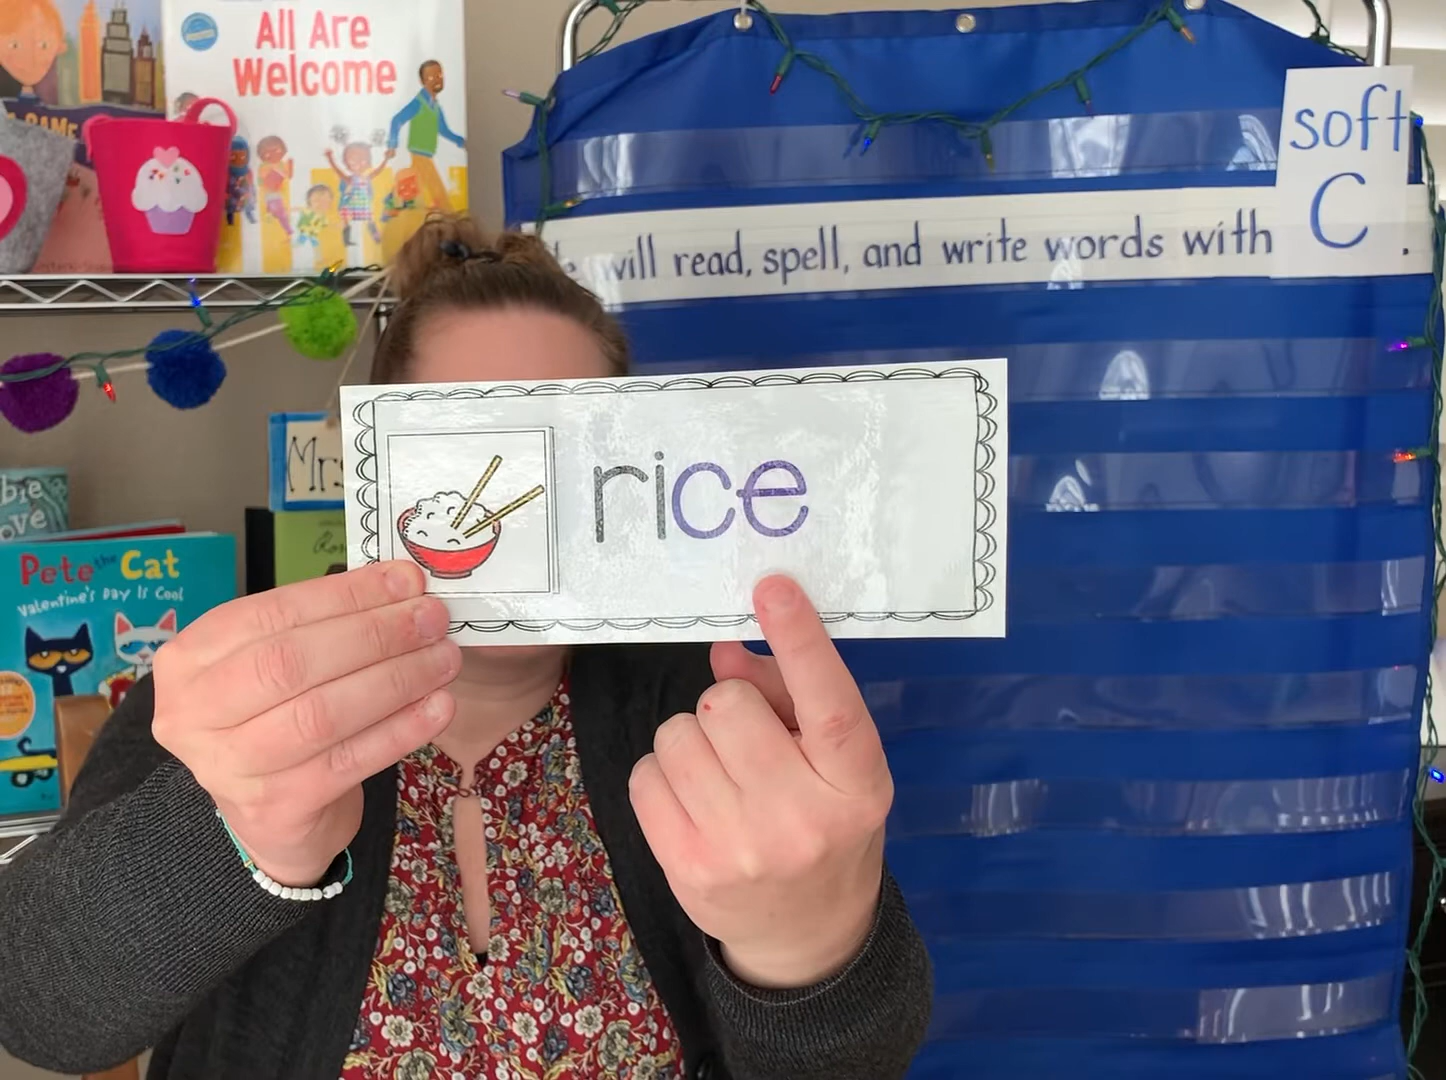 All Are
Welcome
GAME
soft
C
will read, spell, and write words with .
rice
Mrs
Pete the Cat
Valentine's Day Is Cool